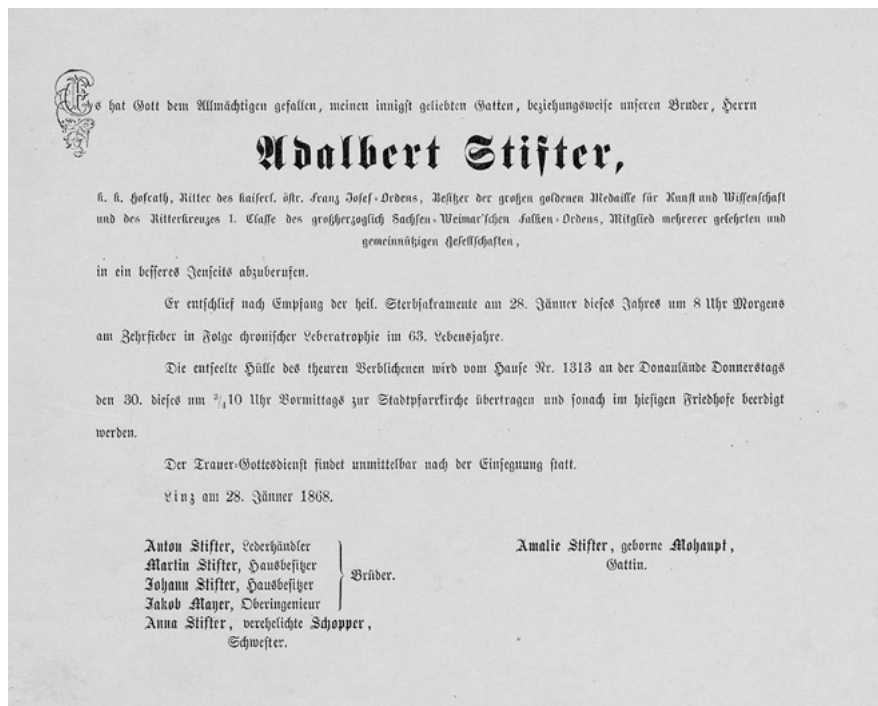 Es hat Gott dem Allmächtigen gefallen, meinen innigst geliebten Gatten, beziehungsweise unseren Bruder, Herrn
Adalbert Stifter,
k. k. Hofrath, Ritter des kaiserl. östr. Franz Josef-Ordens, Besitzer der großen goldenen Medaille für Kunst und Wissenschaft
und des Ritterkreuzes I. Classe des großherzoglich Sachsen-Weimar'schen Falken-Ordens, Mitglied mehrerer gelehrten und
gemeinnützigen Gesellschaften,
in ein besseres Jenseits abzuberufen.
Er entschlief nach Empfang der heil. Sterbsakramente am 28. Jänner dieses Jahres um 8 Uhr Morgens
am Zehrfieber in Folge chronischer Leberatrophie im 63. Lebensjahre.
Die entseelte Hülle des theuren Verblichenen wird vom Hause Nr. 1313 an der Donaulände Donnerstags
den 30. dieses um 3/4 10 Uhr Vormittags zur Stadtpfarrkirche übertragen und sonach im hiesigen Friedhofe beerdigt
werden.
Der Trauer-Gottesdienst findet unmittelbar nach der Einsegnung statt.
Linz am 28. Jänner 1868.
Anton Stifter, Lederhändler
Martin Stifter, Hausbesitzer
Johann Stifter, Hausbesitzer
Jakob Mayer, Oberingenieur
Brüder.
Anna Stifter, verehelichte Schopper,
Schwester.
Amalie Stifter, geborne Mohaupt,
Gattin.